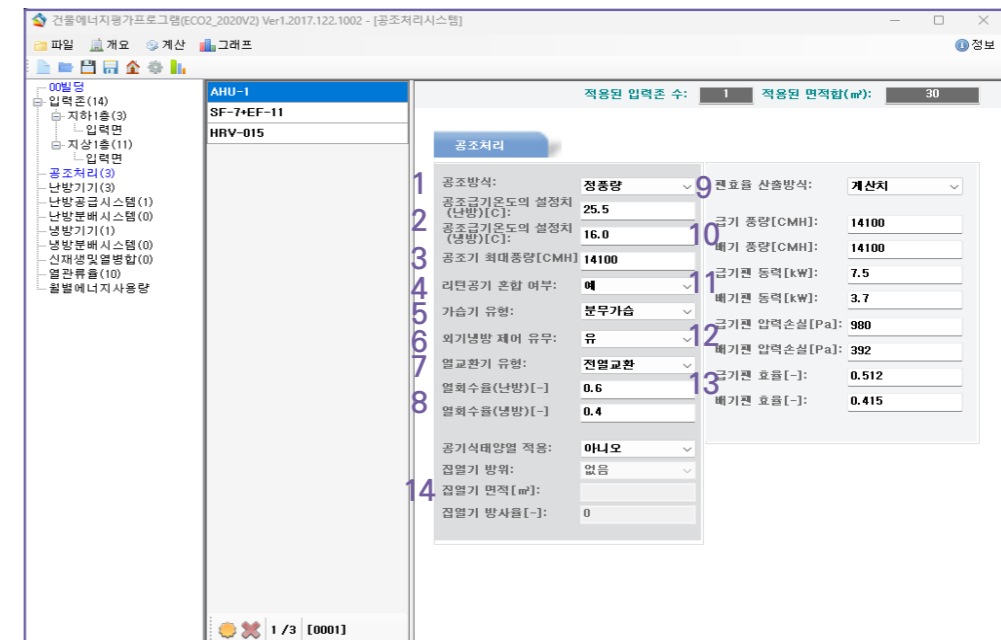 건물에너지평가프로그램(ECO2_2020V2) Ver1.2017.122.1002 - [공조처리시스템]
파일 개요 계산 그래프 정보
00빌딩
입력존(14)
지하1층(3)
입력면
지상1층(11)
입력면
공조처리(3)
난방기기(3)
난방공급시스템(1)
난방분배시스템(0)
냉방기기(1)
냉방분배시스템(0)
신재생및열병합(0)
열관류율(10)
월별에너지사용량
AHU-1
SF-7+EF-11
HRV-015
1 /3 [0001]
적용된 입력존 수: 1 적용된 면적합(㎡): 30
공조처리
1 공조방식: 정풍량
2 공조급기온도의 설정치(난방)[C]: 25.5
공조급기온도의 설정치(냉방)[C]: 16.0
3 공조기 최대풍량[CMH] 14100
4 리턴공기 혼합 여부: 예
5 가습기 유형: 분무가습
6 외기냉방 제어 유무: 유
7 열교환기 유형: 전열교환
8 열회수율(난방)[-] 0.6
열회수율(냉방)[-] 0.4
공기식태양열 적용: 아니오
집열기 방위: 없음
14 집열기 면적[㎡]:
집열기 방사율[-]: 0
9 팬효율 산출방식: 계산치
10 급기 풍량[CMH]: 14100
배기 풍량[CMH]: 14100
11 급기팬 동력[kW]: 7.5
배기팬 동력[kW]: 3.7
12 급기팬 압력손실[Pa]: 980
배기팬 압력손실[Pa]: 392
13 급기팬 효율[-]: 0.512
배기팬 효율[-]: 0.415